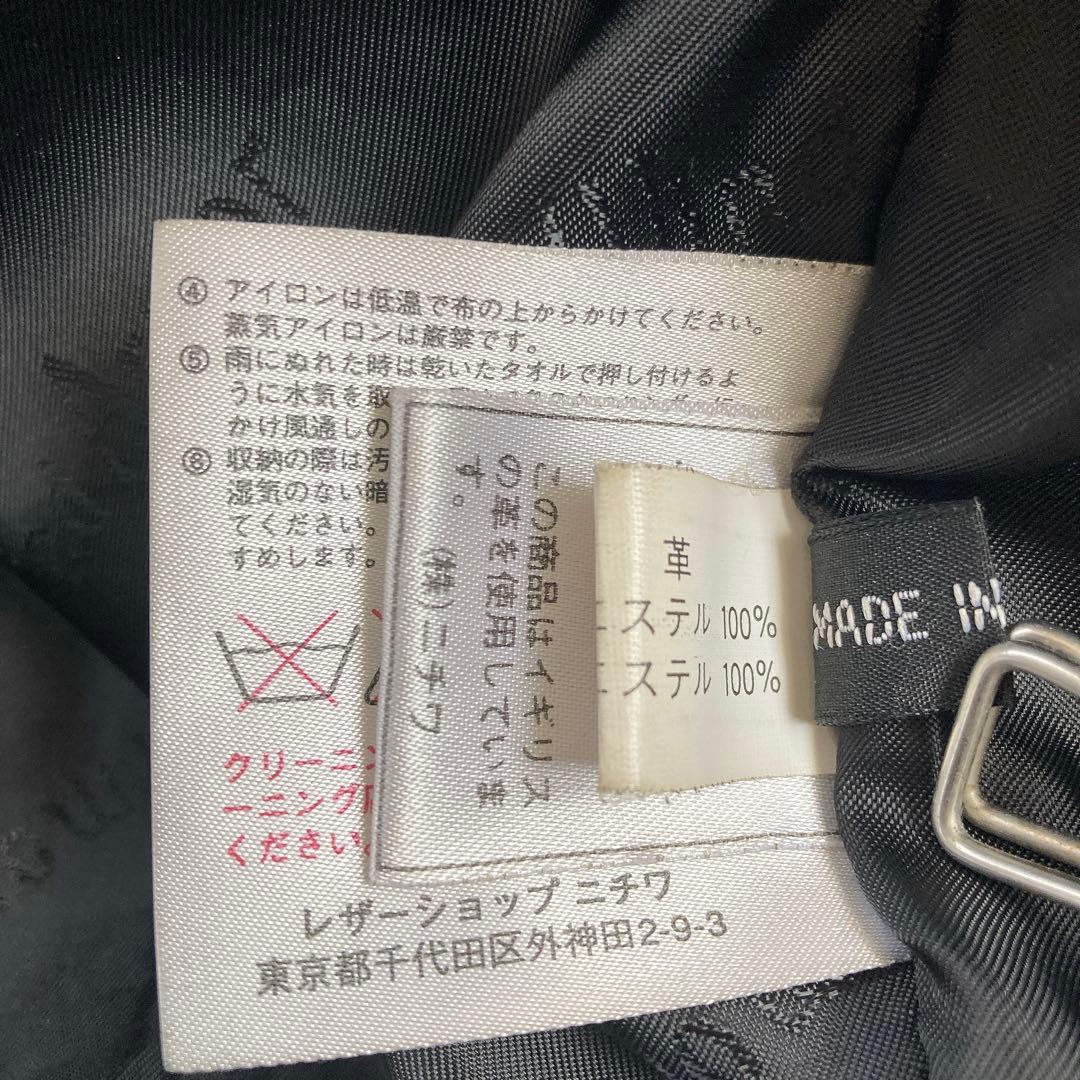 ④ アイロンは低温で布の上からかけてください。
蒸気アイロンは厳禁です。
⑤ 雨にぬれた時は乾いたタオルで押し付けるよ
うに水気を取
かけ風通しの
⑥ 収納の際は汚
湿気のない暗
てください。
すめします。
クリーニン
ーニング
ください。
レザーショップ ニチワ
東京都千代田区外神田2-9-3
この商品はイギリス
の革を使用していま
す。
(株)ニチワ
革
エステル 100%
エステル 100%
MADE IN